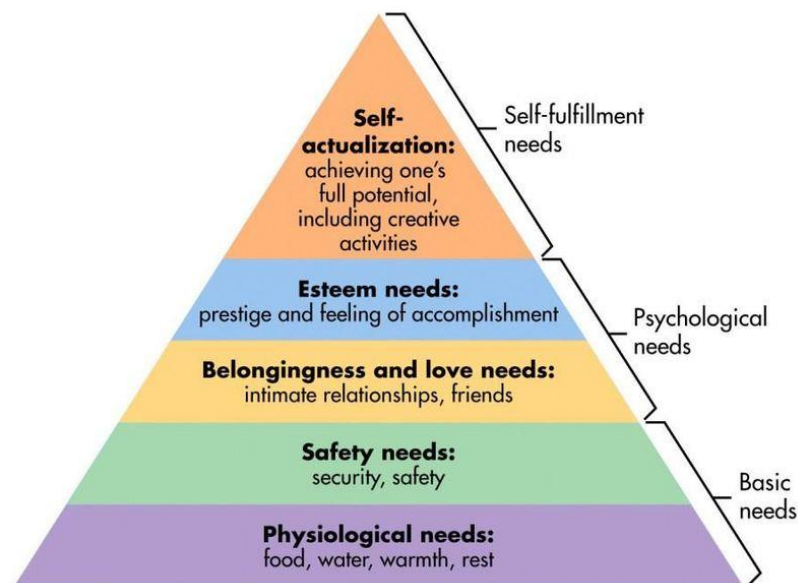 Self-
actualization:
achieving one's
full potential,
including creative
activities
Self-fulfillment
needs
Esteem needs:
prestige and feeling of accomplishment
Belongingness and love needs:
intimate relationships, friends
Psychological
needs
Safety needs:
security, safety
Physiological needs:
food, water, warmth, rest
Basic
needs